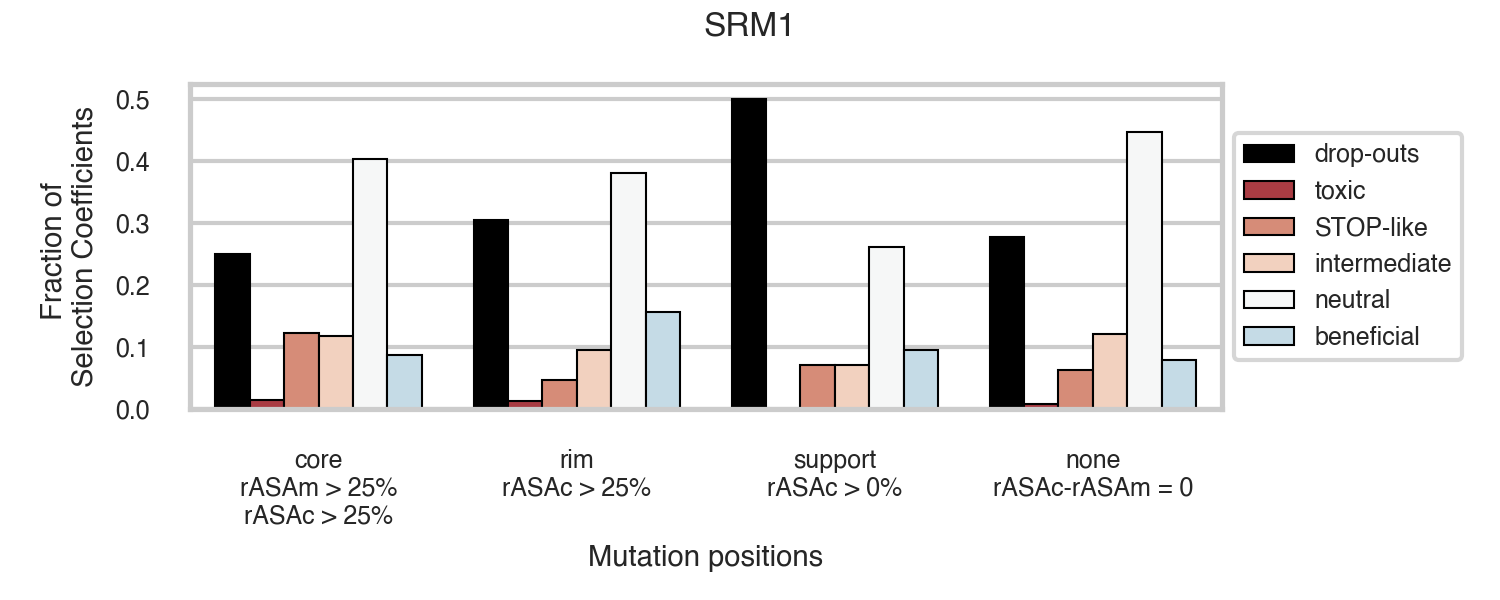 SRM1
Fraction of
Selection Coefficients
0.5
0.4
0.3
0.2
0.1
0.0
drop-outs
toxic
STOP-like
intermediate
neutral
beneficial
core
rASAm > 25%
rASAc > 25%
rim
rASAc > 25%
support
rASAc > 0%
none
rASAc-rASAm = 0
Mutation positions